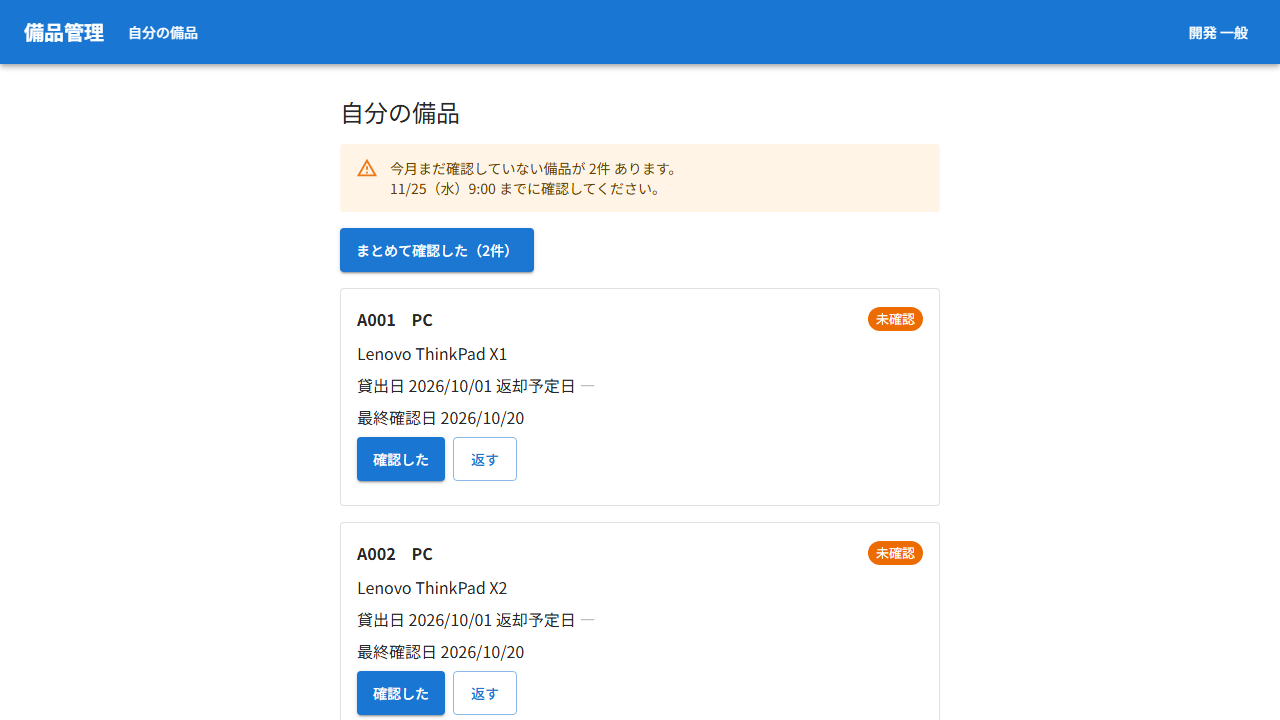 備品管理 自分の備品 開発 一般
自分の備品
今月まだ確認していない備品が 2件 あります。
11/25（水）9:00 までに確認してください。
まとめて確認した（2件）
A001　PC 未確認
Lenovo ThinkPad X1
貸出日 2026/10/01 返却予定日 —
最終確認日 2026/10/20
確認した 返す
A002　PC 未確認
Lenovo ThinkPad X2
貸出日 2026/10/01 返却予定日 —
最終確認日 2026/10/20
確認した 返す